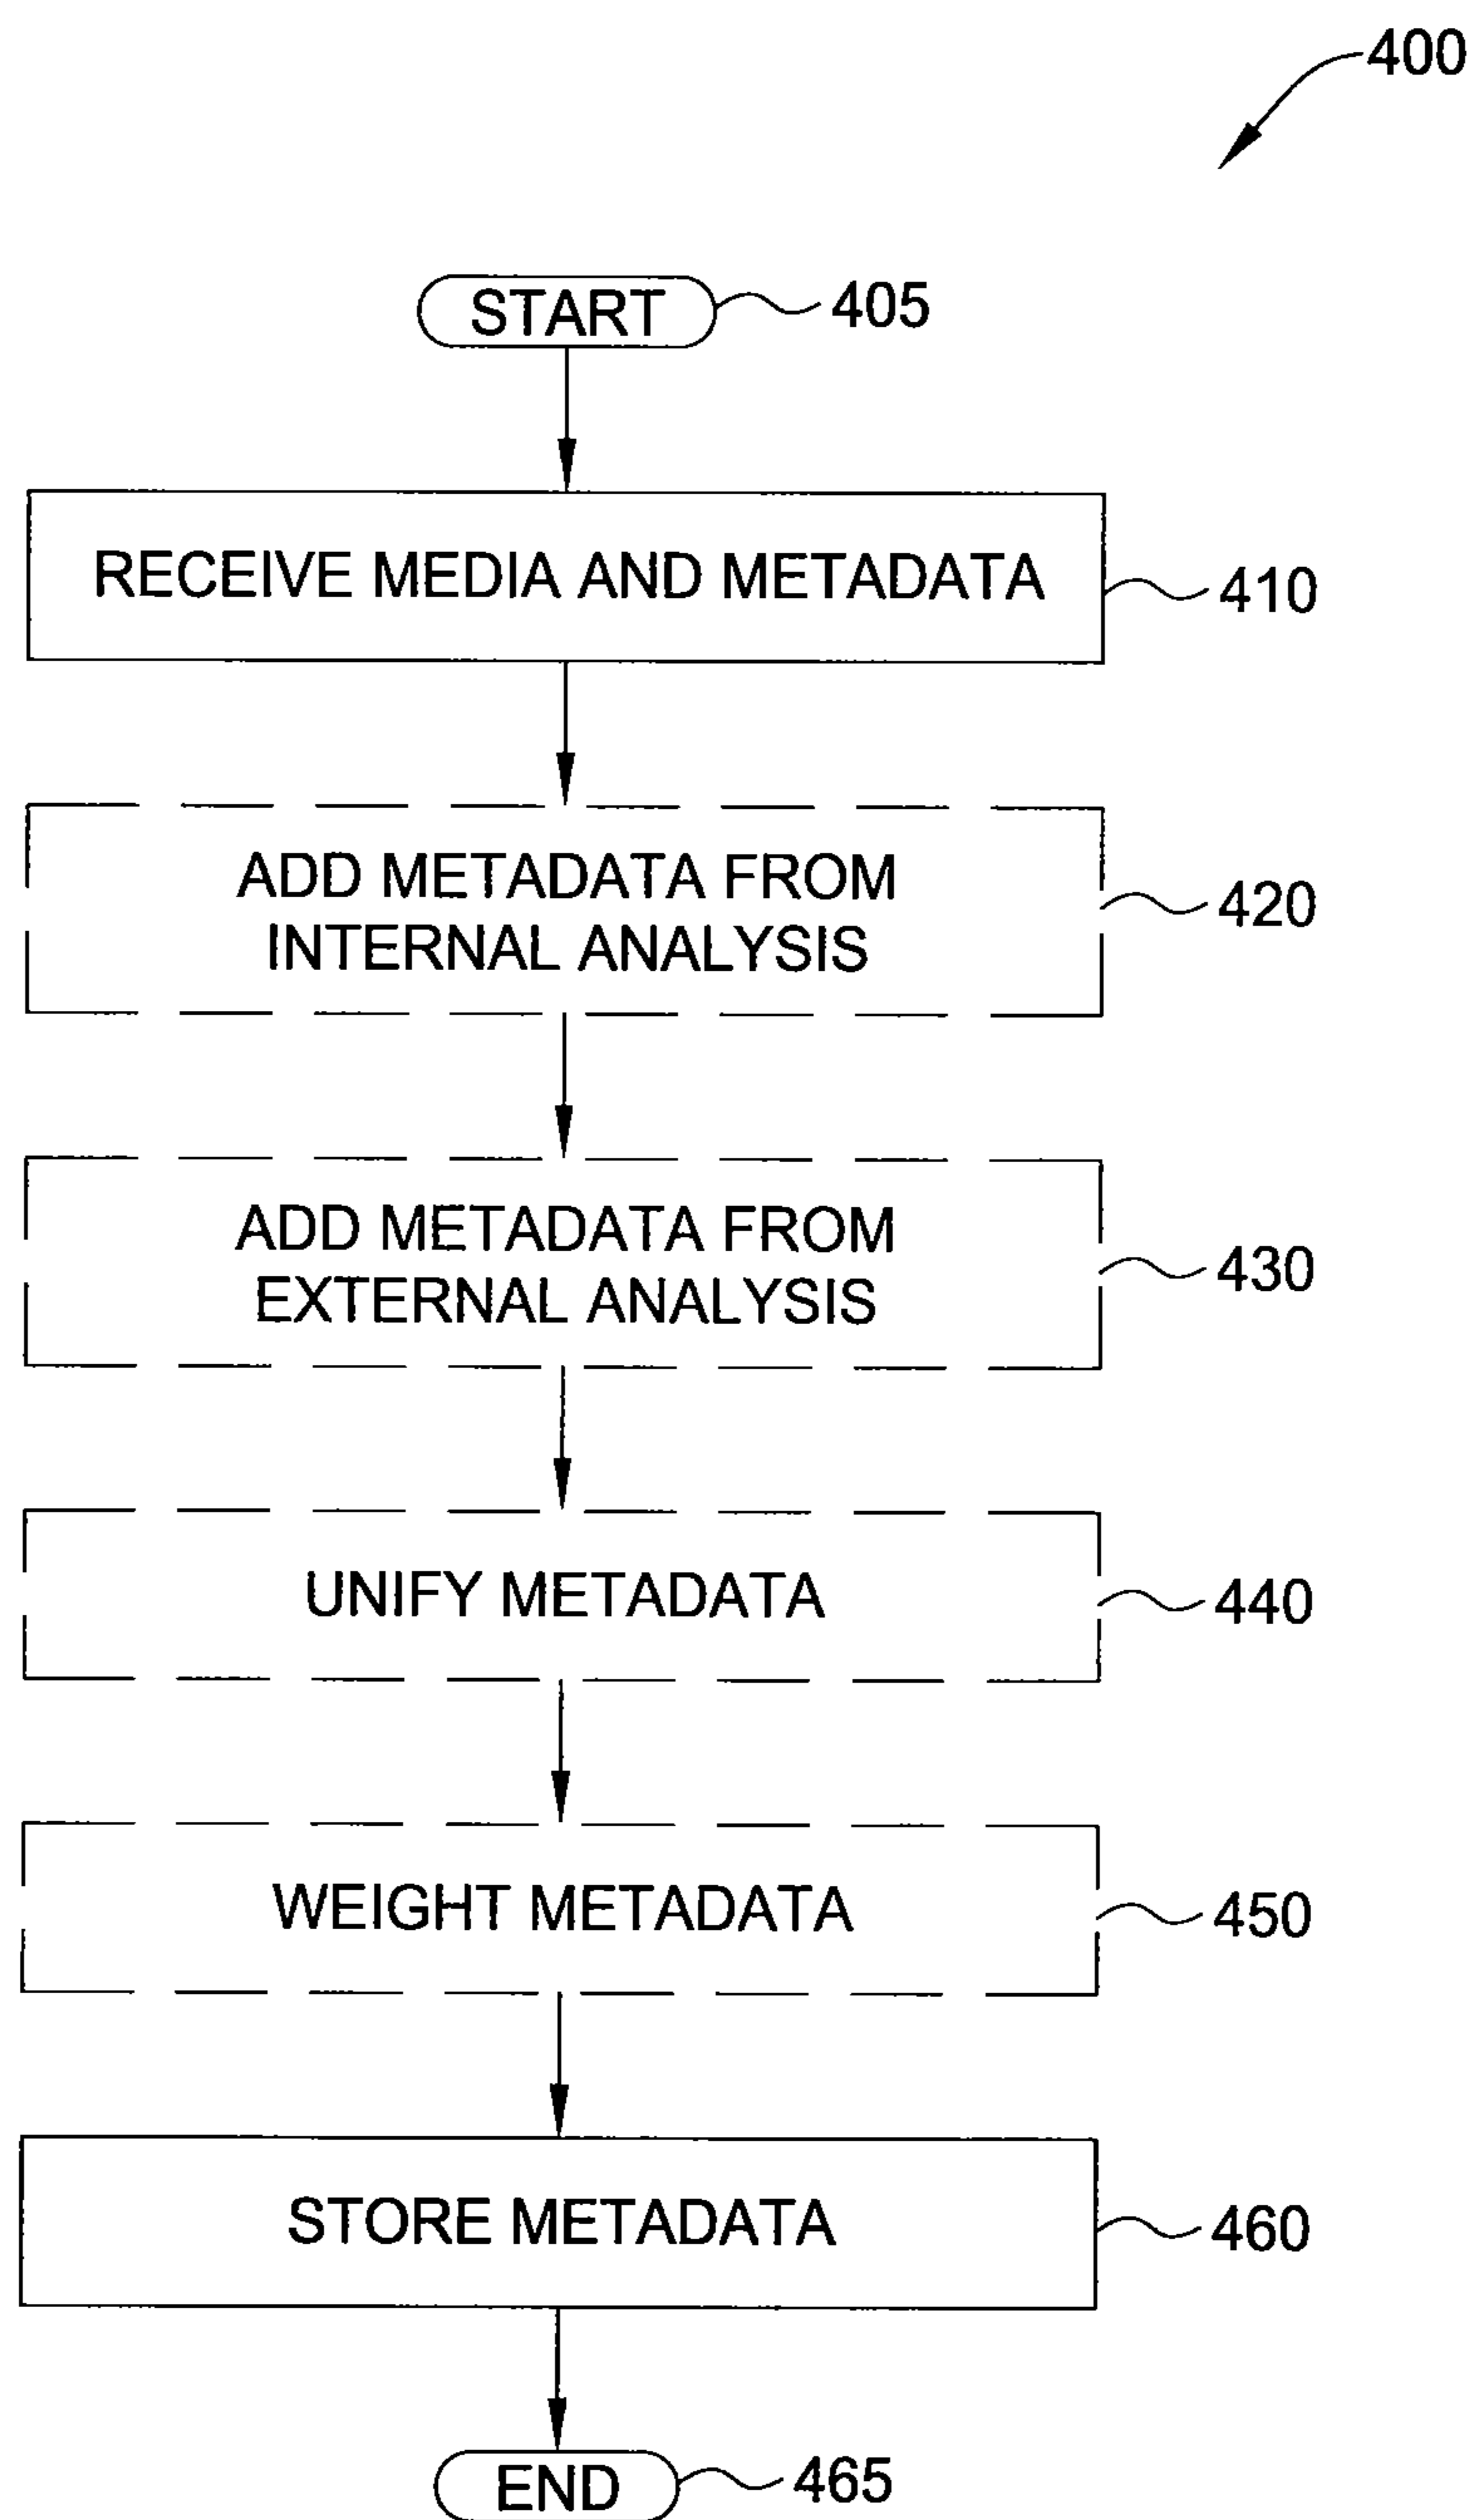 400
START 405
RECEIVE MEDIA AND METADATA 410
ADD METADATA FROM
INTERNAL ANALYSIS
420
ADD METADATA FROM
EXTERNAL ANALYSIS
430
UNIFY METADATA 440
WEIGHT METADATA 450
STORE METADATA 460
END 465